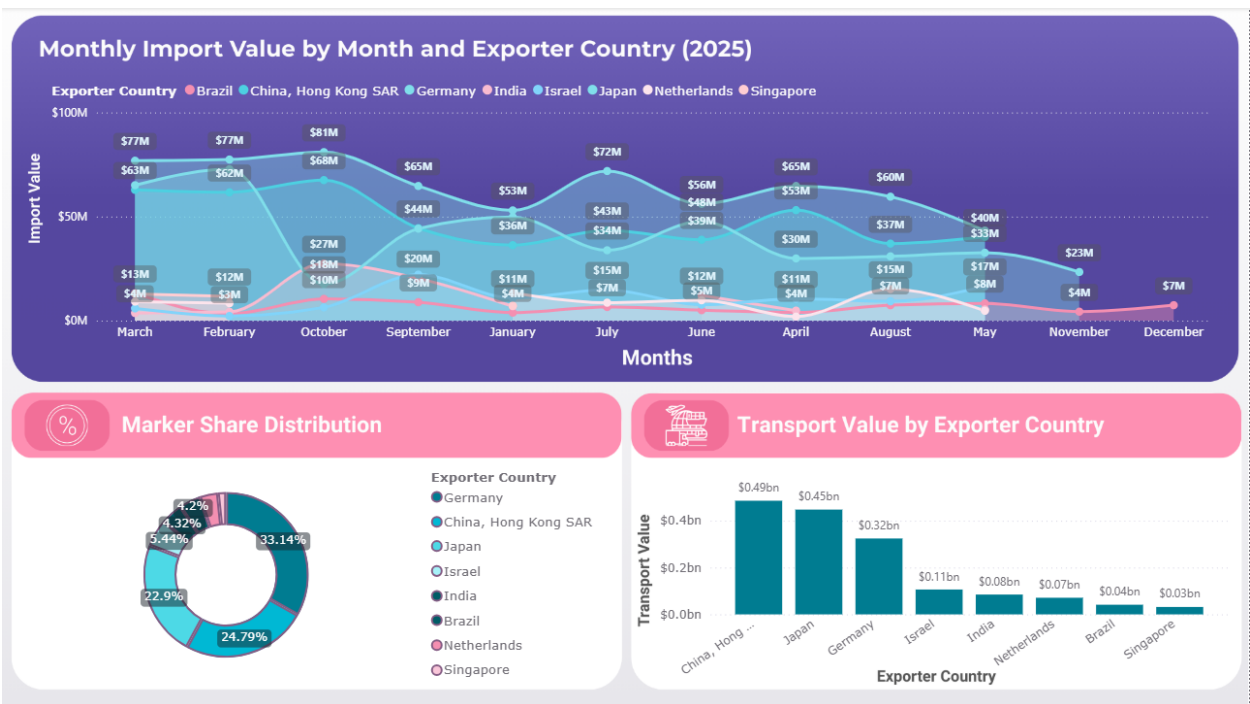 Monthly Import Value by Month and Exporter Country (2025)
Exporter Country Brazil China, Hong Kong SAR Germany India Israel Japan Netherlands Singapore
$100M
$50M
$0M
Import Value
$77M $77M $81M $65M $53M $72M $56M $65M $60M $40M $23M $7M
$63M $62M $68M $44M $36M $43M $48M $53M $37M $33M $4M
$13M $12M $27M $20M $11M $34M $39M $30M $15M $17M
$4M $3M $18M $9M $4M $15M $12M $11M $7M $8M
$10M $7M $5M $4M
March February October September January July June April August May November December
Months
%
Marker Share Distribution
Exporter Country
Germany
China, Hong Kong SAR
Japan
Israel
India
Brazil
Netherlands
Singapore
4.2%
4.32%
5.44%
33.14%
22.9%
24.79%
Transport Value by Exporter Country
Transport Value
$0.4bn
$0.2bn
$0.0bn
$0.49bn $0.45bn $0.32bn $0.11bn $0.08bn $0.07bn $0.04bn $0.03bn
China, Hong ... Japan Germany Israel India Netherlands Brazil Singapore
Exporter Country